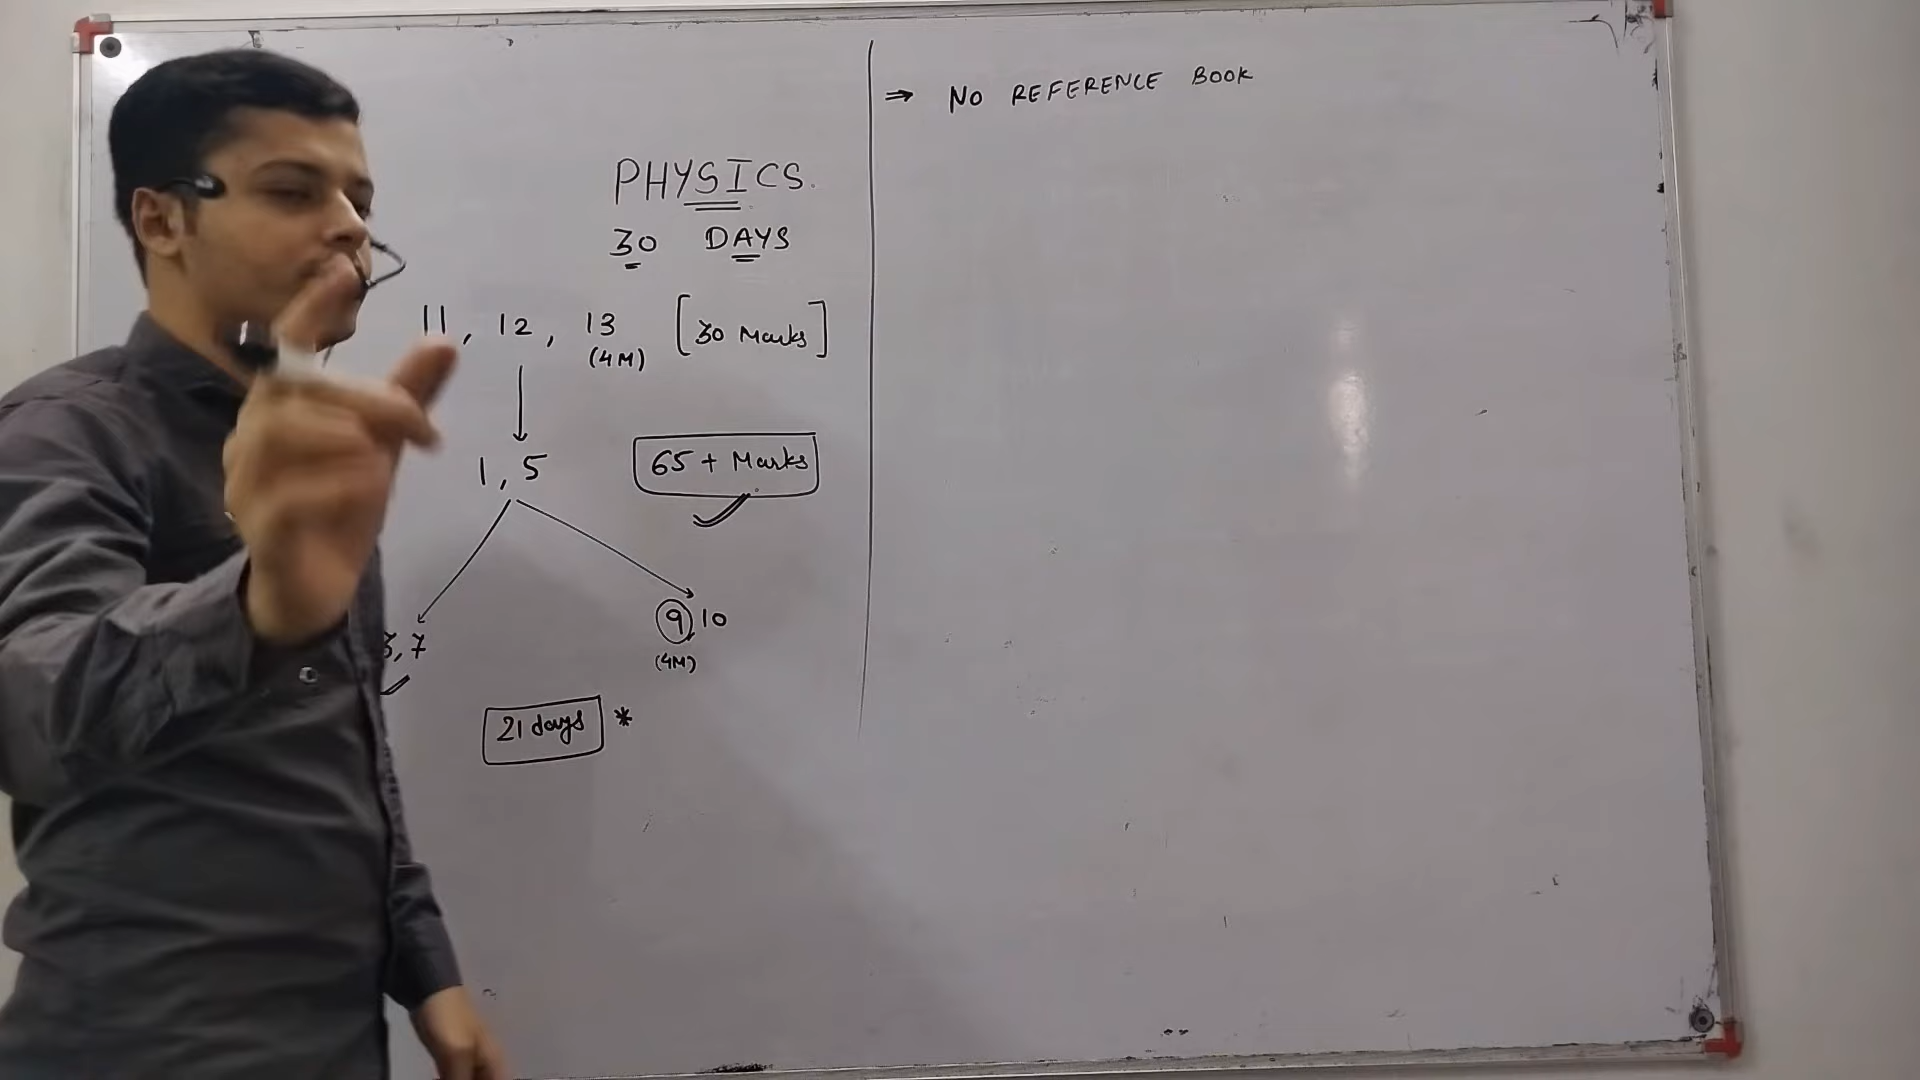 PHYSICS.
30 DAYS
11, 12, 13 [30 Marks]
(4M)
1, 5
65 + Marks
9, 10
(4M)
3, 7
21 days *
⇒ NO REFERENCE BOOK